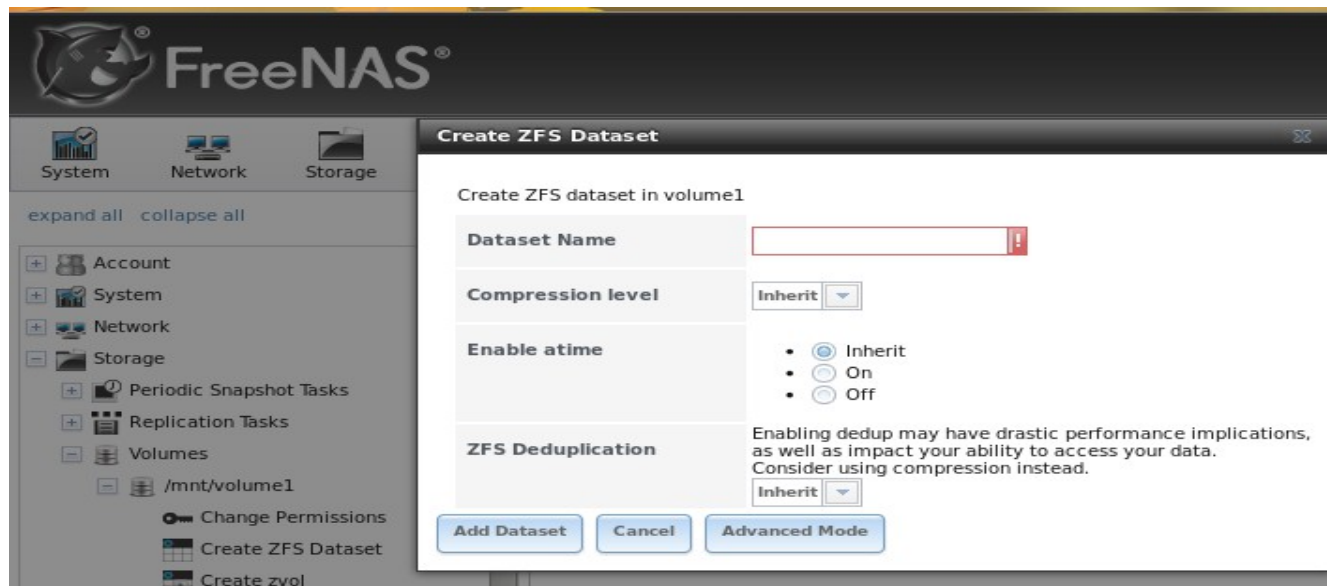 FreeNAS®
System
Network
Storage
expand all collapse all
Account
System
Network
Storage
Periodic Snapshot Tasks
Replication Tasks
Volumes
/mnt/volume1
Change Permissions
Create ZFS Dataset
Create zvol
Create ZFS Dataset
Create ZFS dataset in volume1
Dataset Name
!
Compression level
Inherit
Enable atime
Inherit
On
Off
ZFS Deduplication
Enabling dedup may have drastic performance implications,
as well as impact your ability to access your data.
Consider using compression instead.
Inherit
Add Dataset
Cancel
Advanced Mode